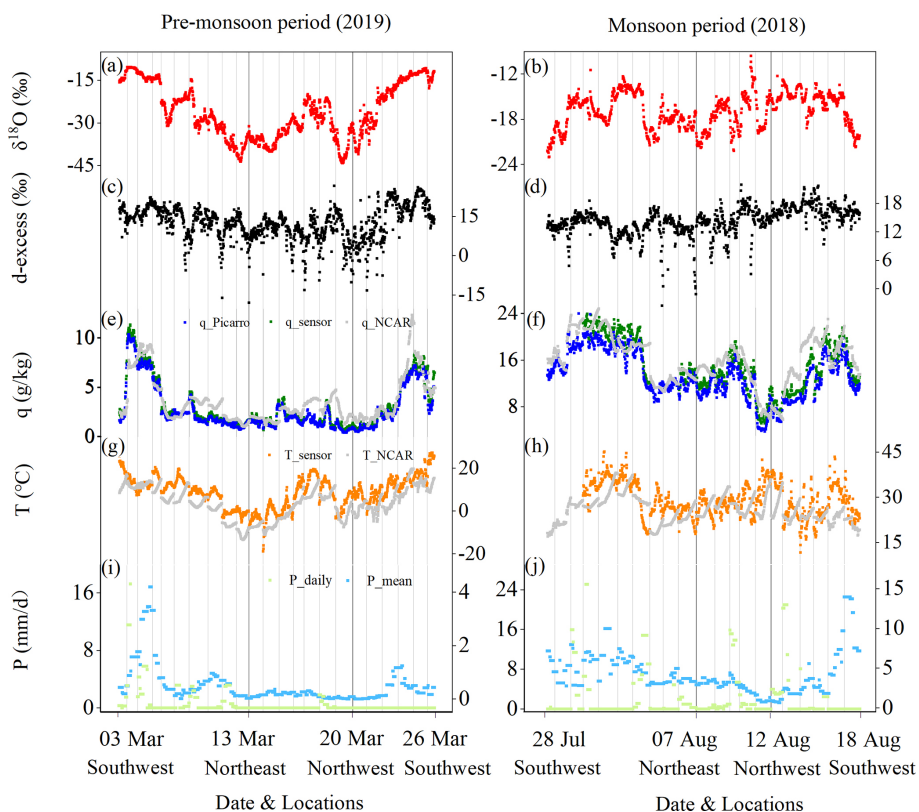 Pre-monsoon period (2019)
Monsoon period (2018)
(a)
-15
-30
-45
δ¹⁸O (‰)
(b)
-12
-18
-24
(c)
15
0
-15
d-excess (‰)
(d)
18
12
6
0
(e)
q_Picarro
q_sensor
q_NCAR
10
5
0
q (g/kg)
(f)
24
16
8
(g)
T_sensor
T_NCAR
20
0
-20
T (℃)
(h)
45
30
15
(i)
P_daily
P_mean
16
8
0
4
2
0
P (mm/d)
(j)
24
16
8
0
15
10
5
0
03 Mar
13 Mar
20 Mar
26 Mar
Southwest
Northeast
Northwest
Southwest
Date & Locations
28 Jul
07 Aug
12 Aug
18 Aug
Southwest
Northeast
Northwest
Southwest
Date & Locations